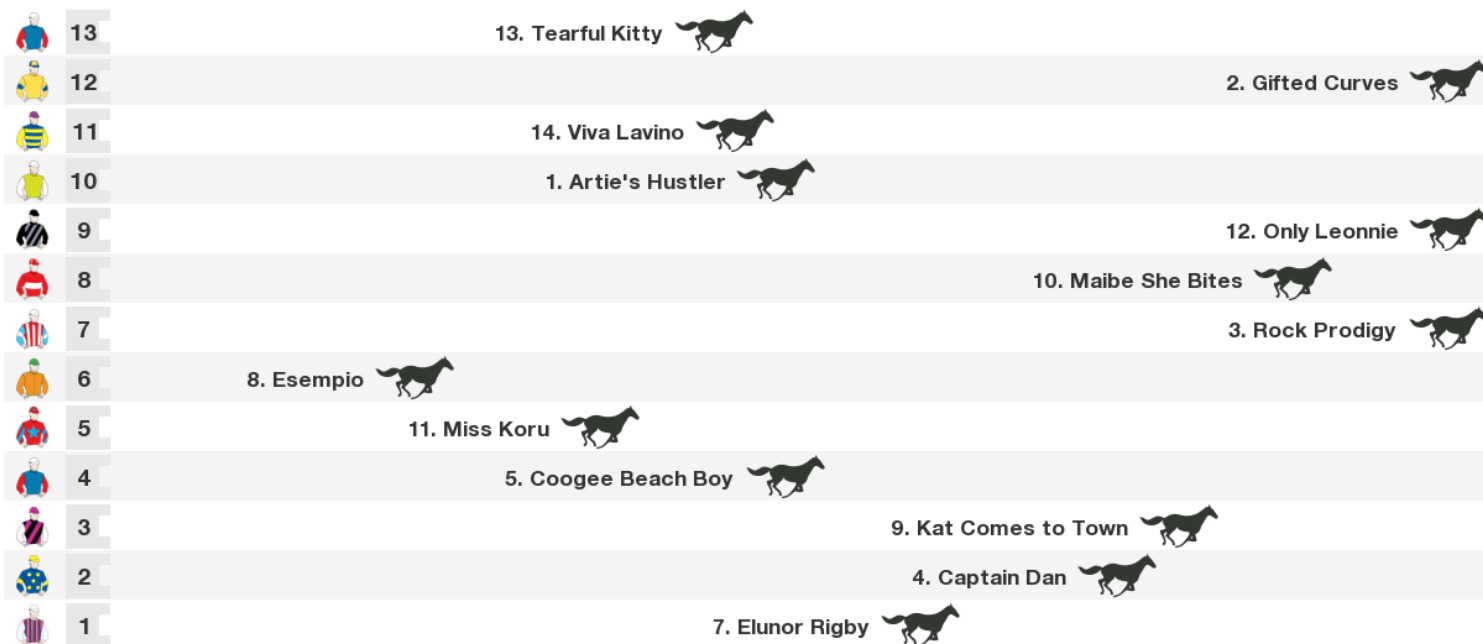 13 13. Tearful Kitty
12 2. Gifted Curves
11 14. Viva Lavino
10 1. Artie's Hustler
9 12. Only Leonnie
8 10. Maibe She Bites
7 3. Rock Prodigy
6 8. Esempio
5 11. Miss Koru
4 5. Coogee Beach Boy
3 9. Kat Comes to Town
2 4. Captain Dan
1 7. Elunor Rigby